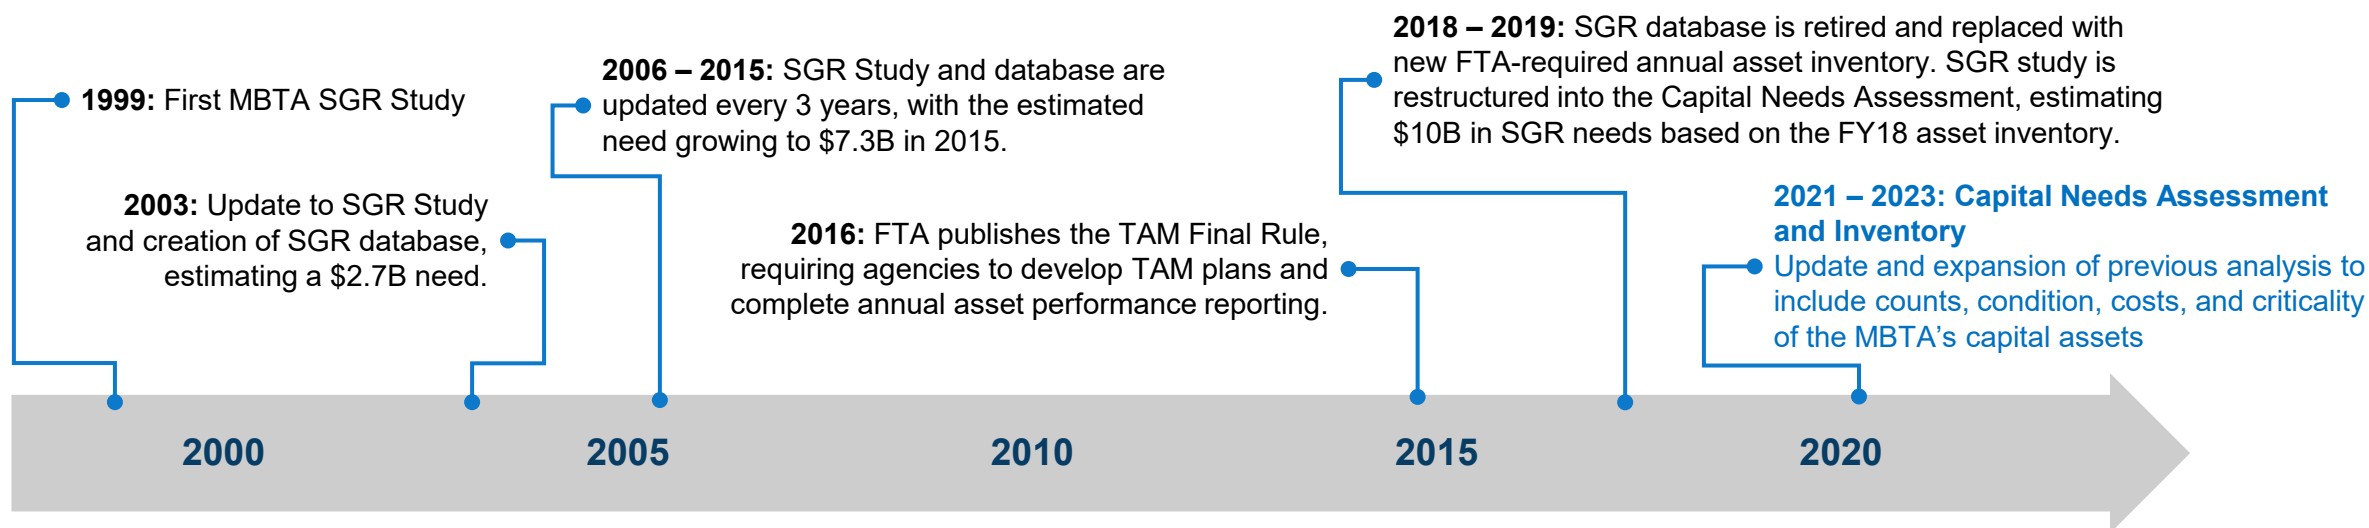 1999: First MBTA SGR Study
2003: Update to SGR Study
and creation of SGR database,
estimating a $2.7B need.
2006 – 2015: SGR Study and database are
updated every 3 years, with the estimated
need growing to $7.3B in 2015.
2016: FTA publishes the TAM Final Rule,
requiring agencies to develop TAM plans and
complete annual asset performance reporting.
2018 – 2019: SGR database is retired and replaced with
new FTA-required annual asset inventory. SGR study is
restructured into the Capital Needs Assessment, estimating
$10B in SGR needs based on the FY18 asset inventory.
2021 – 2023: Capital Needs Assessment
and Inventory
Update and expansion of previous analysis to
include counts, condition, costs, and criticality
of the MBTA’s capital assets
2000
2005
2010
2015
2020